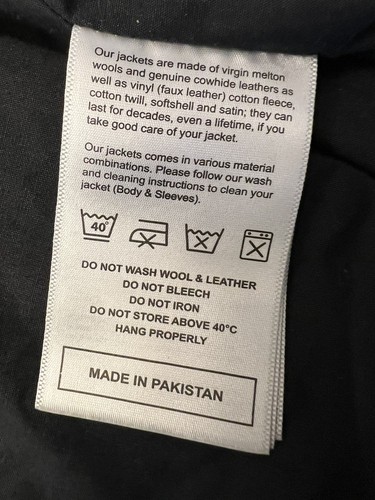 Our jackets are made of virgin melton
wools and genuine cowhide leathers as
well as vinyl (faux leather) cotton fleece,
cotton twill, softshell and satin; they can
last for decades, even a lifetime, if you
take good care of your jacket.
Our jackets comes in various material
combinations. Please follow our wash
and cleaning instructions to clean your
jacket (Body & Sleeves).
40°
DO NOT WASH WOOL & LEATHER
DO NOT BLEECH
DO NOT IRON
DO NOT STORE ABOVE 40°C
HANG PROPERLY
MADE IN PAKISTAN